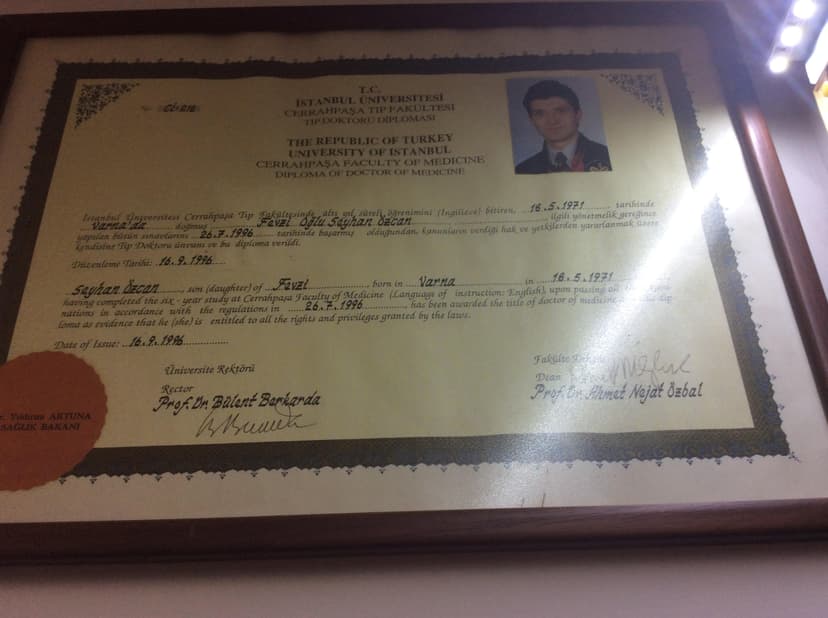 T.C.
İSTANBUL ÜNİVERSİTESİ
CERRAHPAŞA TIP FAKÜLTESİ
TIP DOKTORU DİPLOMASI
THE REPUBLIC OF TURKEY
UNIVERSITY OF ISTANBUL
CERRAHPAŞA FACULTY OF MEDICINE
DIPLOMA OF DOCTOR OF MEDICINE
İstanbul Üniversitesi Cerrahpaşa Tıp Fakültesinde altı yıl süreli öğrenimini (İngilizce) bitiren, 16.5.1971 tarihinde
Varna'da doğmuş Fevzi Oğlu Seyhan Özcan ilgili yönetmelik gereğince
yapılan bütün sınavlarını 26.7.1996 tarihinde başarmış olduğundan, kanunların verdiği hak ve yetkilerden yararlanmak üzere
kendisine Tıp Doktoru ünvanı ve bu diploma verildi.
Düzenleme Tarihi: 16.9.1996
Seyhan Özcan, son (daughter) of Fevzi born in Varna in 16.5.1971
having completed the six - year study at Cerrahpaşa Faculty of Medicine (Language of instruction: English), upon passing all
nations in accordance with the regulations in 26.7.1996, has been awarded the title of doctor of medicine dip
loma as evidence that he (she) is entitled to all the rights and privileges granted by the laws.
Date of Issue: 16.9.1996
Üniversite Rektörü
Rector
Prof. Dr. Bülent Berkarda
Fakülte
Dian
Prof. Dr. Ahmet Nejat Özbal
r. Yıldırım AKTUNA
SAĞLIK BAKANI